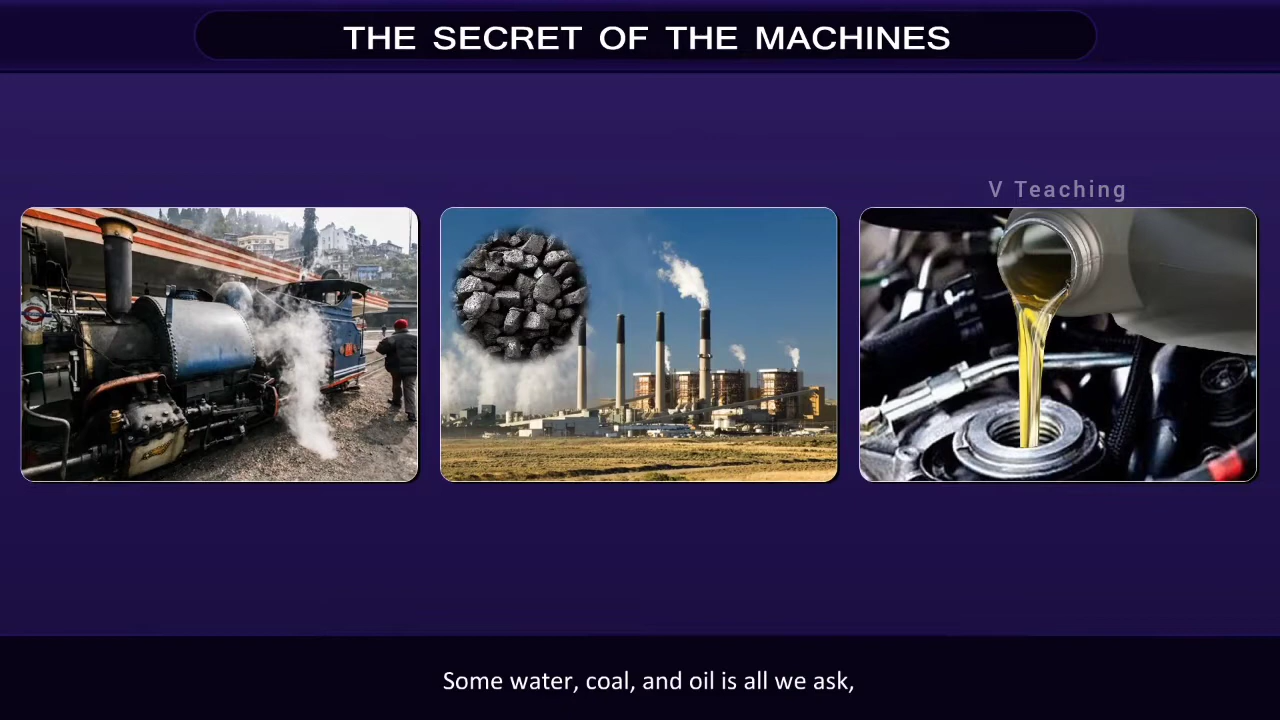 THE SECRET OF THE MACHINES
V Teaching
Some water, coal, and oil is all we ask,